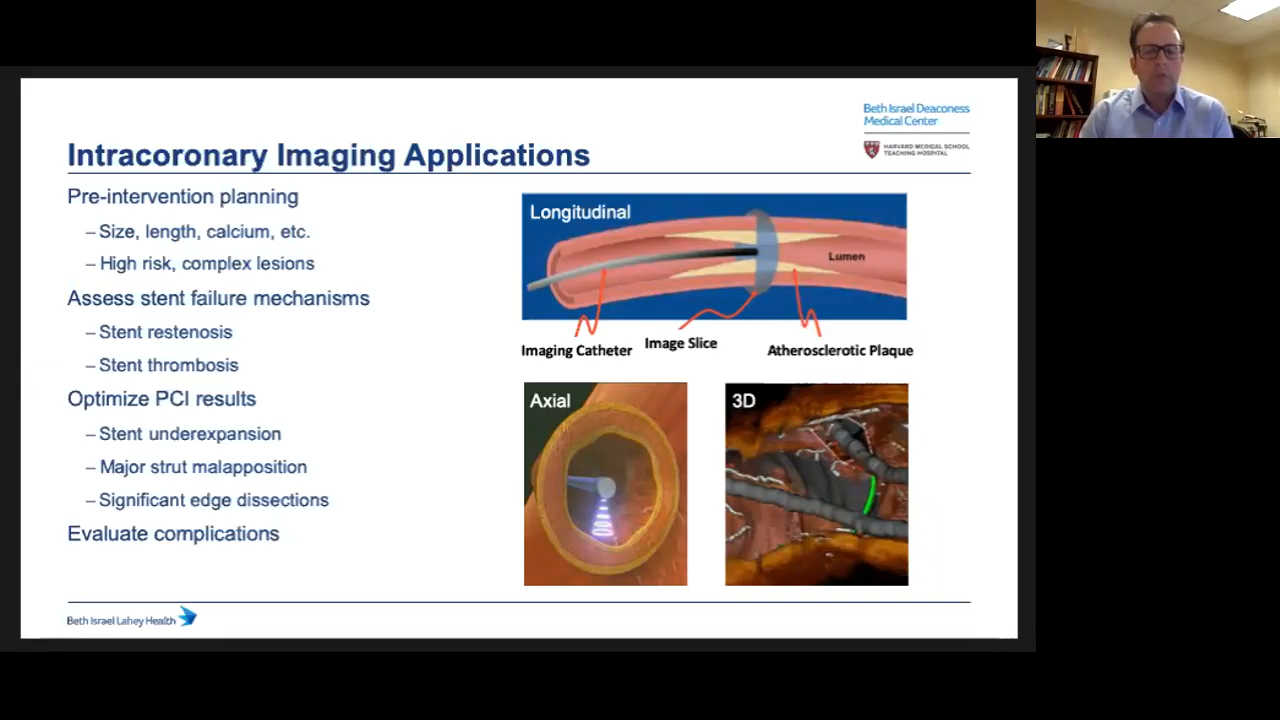 Beth Israel Deaconess
Medical Center
HARVARD MEDICAL SCHOOL
TEACHING HOSPITAL
Intracoronary Imaging Applications
Pre-intervention planning
– Size, length, calcium, etc.
– High risk, complex lesions
Assess stent failure mechanisms
– Stent restenosis
– Stent thrombosis
Optimize PCI results
– Stent underexpansion
– Major strut malapposition
– Significant edge dissections
Evaluate complications
Longitudinal
Lumen
Imaging Catheter
Image Slice
Atherosclerotic Plaque
Axial
3D
Beth Israel Lahey Health